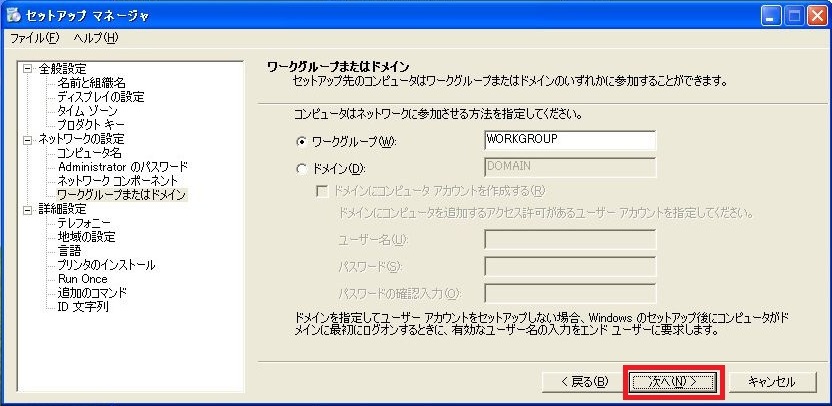 セットアップ マネージャ
ファイル(F) ヘルプ(H)
全般設定
名前と組織名
ディスプレイの設定
タイム ゾーン
プロダクト キー
ネットワークの設定
コンピュータ名
Administrator のパスワード
ネットワーク コンポーネント
ワークグループまたはドメイン
詳細設定
テレフォニー
地域の設定
言語
プリンタのインストール
Run Once
追加のコマンド
ID 文字列
ワークグループまたはドメイン
セットアップ先のコンピュータはワークグループまたはドメインのいずれかに参加することができます。
コンピュータはネットワークに参加させる方法を指定してください。
ワークグループ(W): WORKGROUP
ドメイン(D): DOMAIN
ドメインにコンピュータ アカウントを作成する(R)
ドメインにコンピュータを追加するアクセス許可があるユーザー アカウントを指定してください。
ユーザー名(U):
パスワード(S):
パスワードの確認入力(O):
ドメインを指定してユーザー アカウントをセットアップしない場合、Windows のセットアップ後にコンピュータがド
メインに最初にログオンするときに、有効なユーザー名の入力をエンド ユーザーに要求します。
< 戻る(B) 次へ(N) > キャンセル